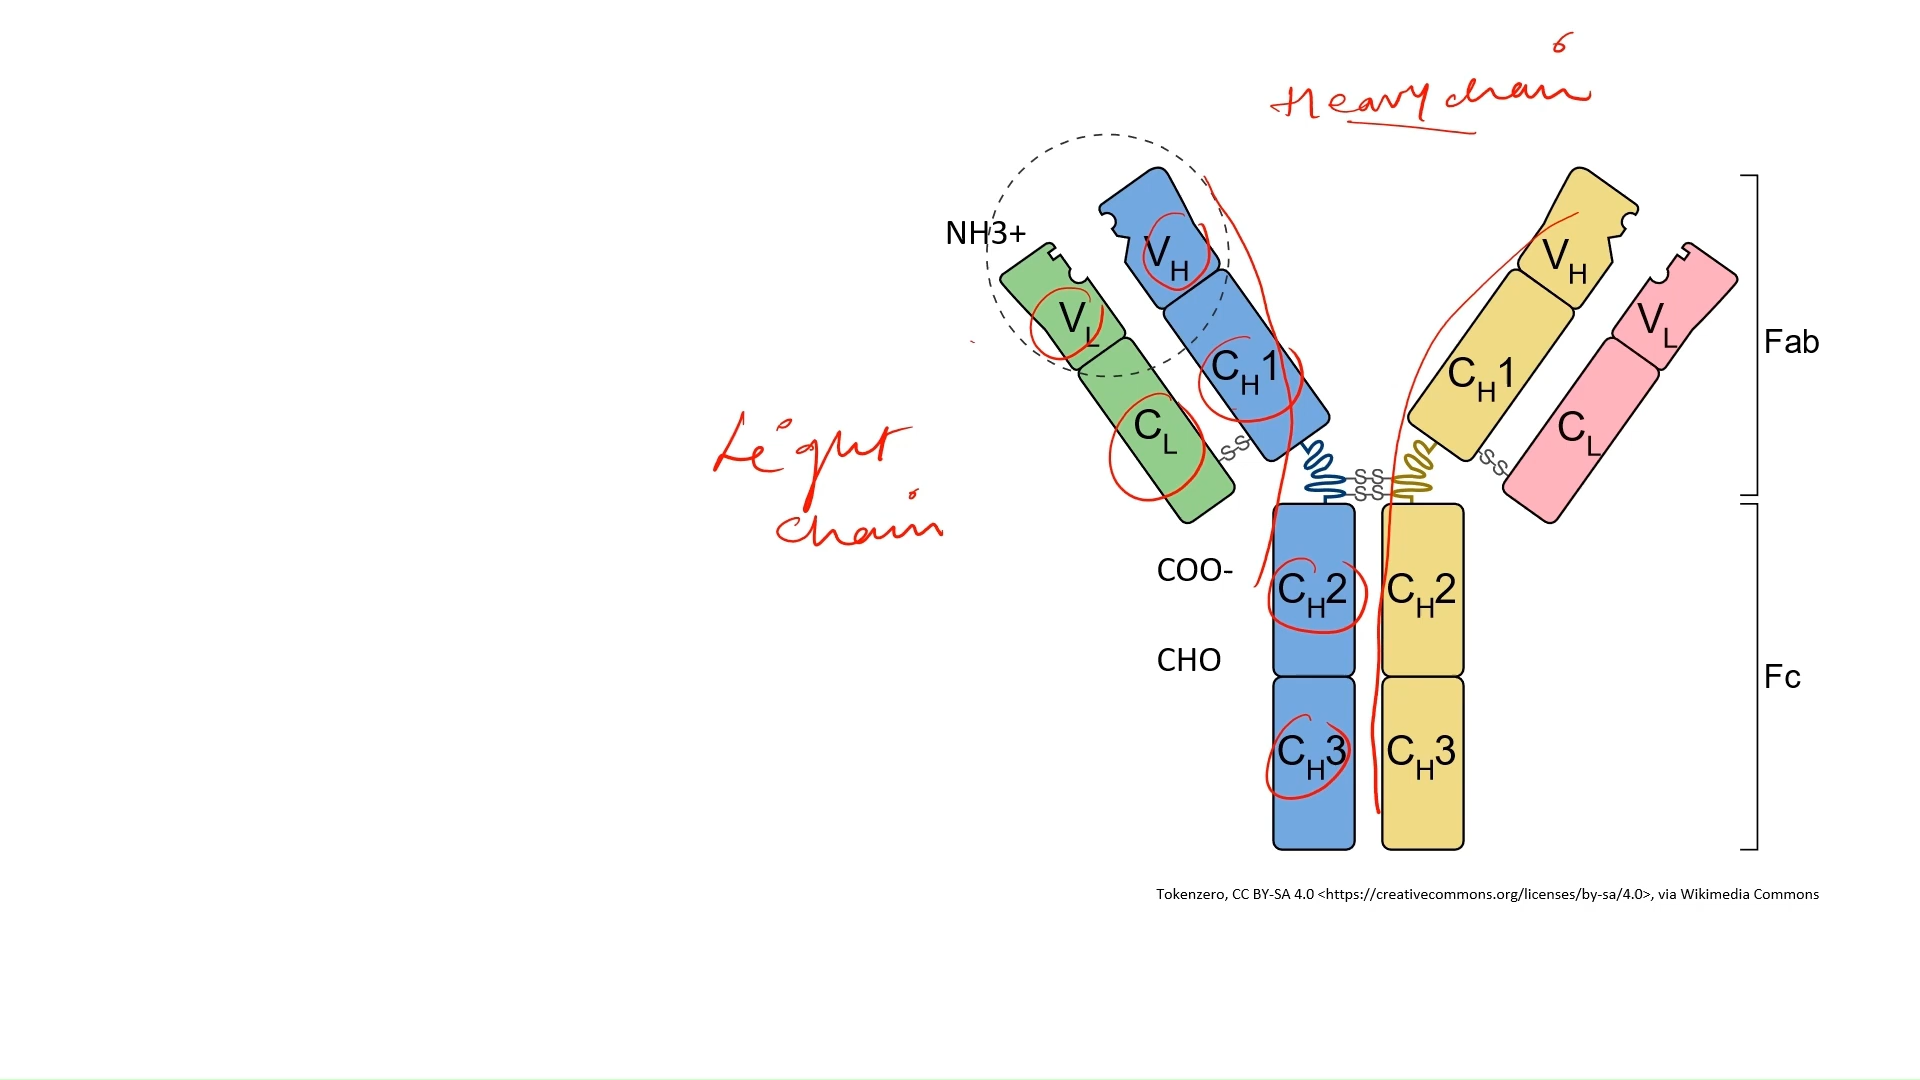 Heavy chain
NH3+
VH
VH
VL
VL
Fab
CH1
CH1
CL
CL
Light
chain
S S
S S
S S
S S
COO-
CH2
CH2
CHO
Fc
CH3
CH3
Tokenzero, CC BY-SA 4.0 <https://creativecommons.org/licenses/by-sa/4.0>, via Wikimedia Commons